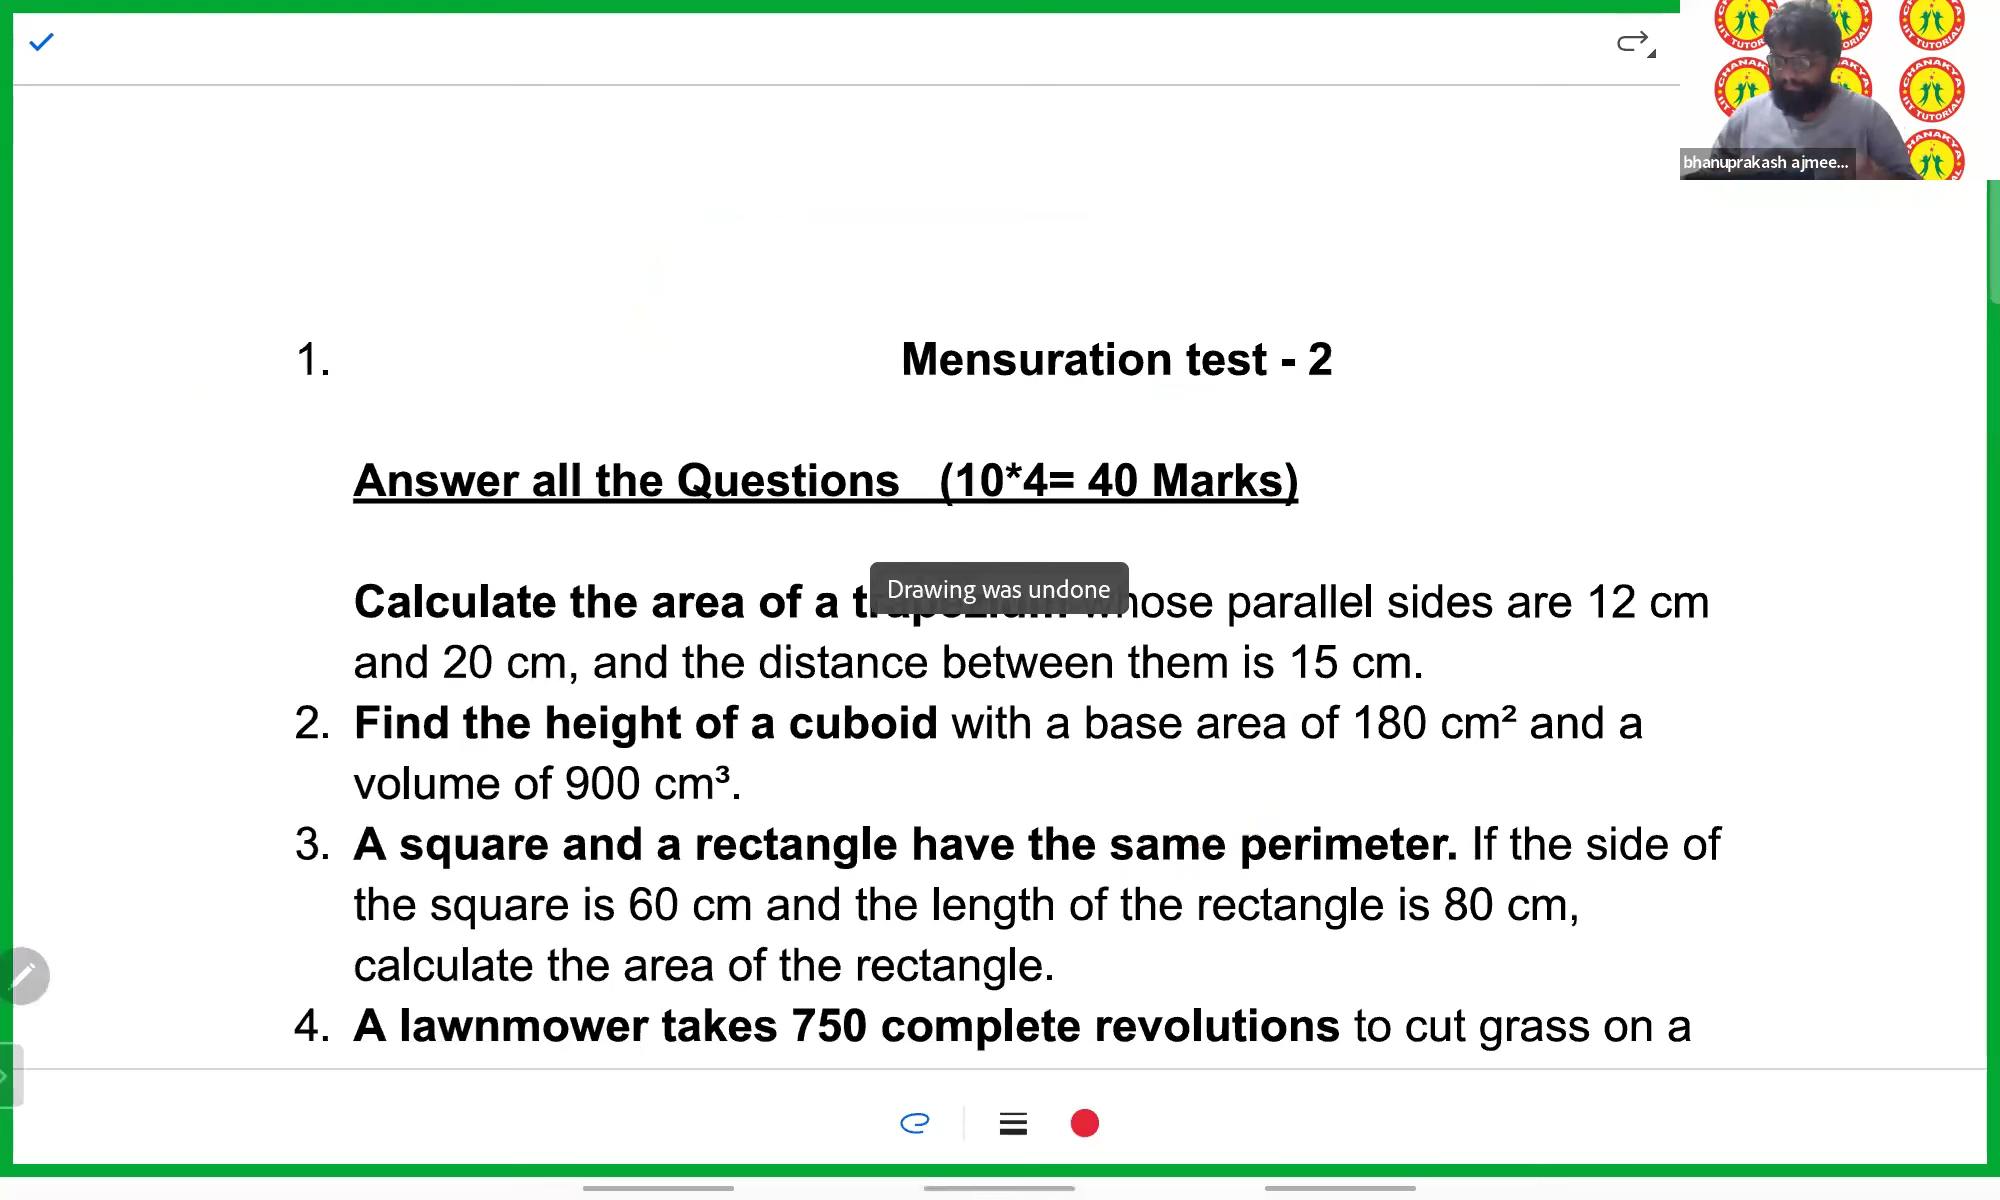 bhanuprakash ajmee...
1. Mensuration test - 2
Answer all the Questions (10*4= 40 Marks)
Drawing was undone
Calculate the area of a trapezium whose parallel sides are 12 cm
and 20 cm, and the distance between them is 15 cm.
2. Find the height of a cuboid with a base area of 180 cm² and a
volume of 900 cm³.
3. A square and a rectangle have the same perimeter. If the side of
the square is 60 cm and the length of the rectangle is 80 cm,
calculate the area of the rectangle.
4. A lawnmower takes 750 complete revolutions to cut grass on a
CHANAKYA
IIT TUTORIAL